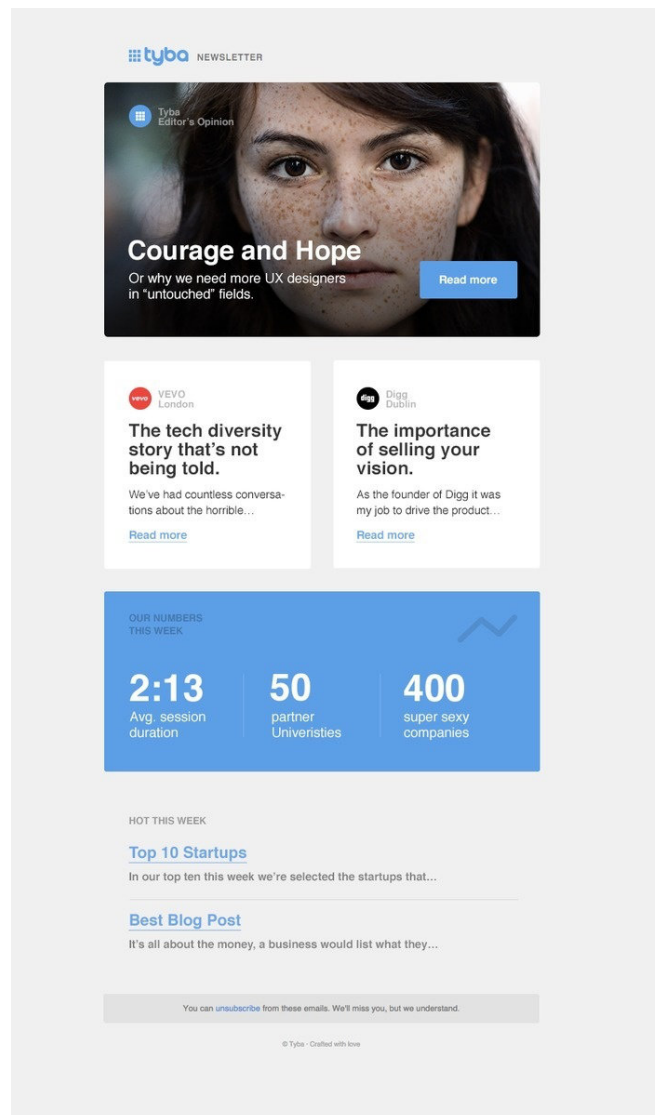 tyba NEWSLETTER
Tyba
Editor's Opinion
Courage and Hope
Or why we need more UX designers
in “untouched” fields.
Read more
vevo
VEVO
London
The tech diversity
story that's not
being told.
We've had countless conversa-
tions about the horrible...
Read more
digg
Digg
Dublin
The importance
of selling your
vision.
As the founder of Digg it was
my job to drive the product...
Read more
OUR NUMBERS
THIS WEEK
2:13
Avg. session
duration
50
partner
Univeristies
400
super sexy
companies
HOT THIS WEEK
Top 10 Startups
In our top ten this week we're selected the startups that...
Best Blog Post
It's all about the money, a business would list what they...
You can unsubscribe from these emails. We'll miss you, but we understand.
© Tyba - Crafted with love